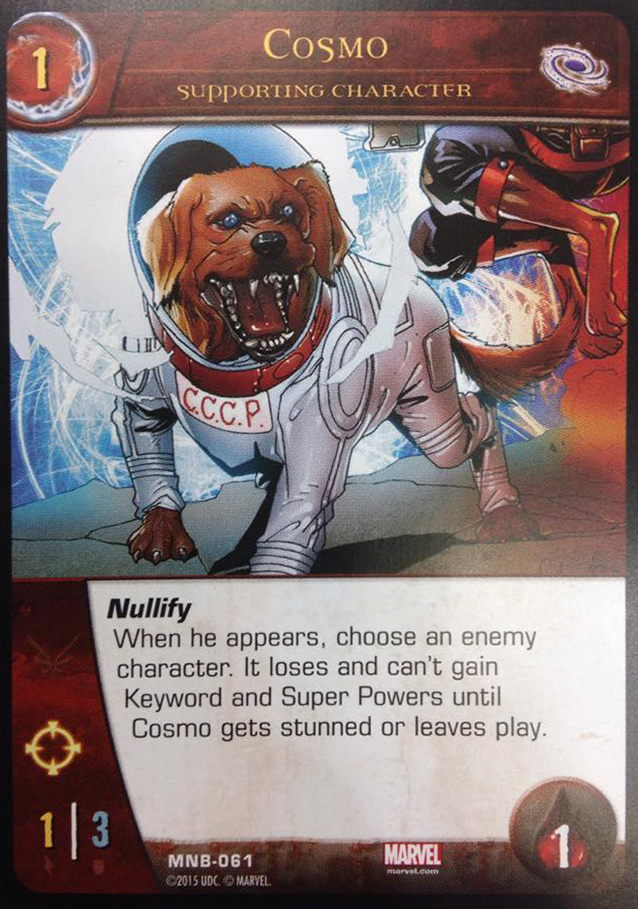 1
Cosmo
supporting character
C.C.C.P.
Nullify
When he appears, choose an enemy
character. It loses and can't gain
Keyword and Super Powers until
Cosmo gets stunned or leaves play.
1 | 3
1
MNB-061
©2015 UDC. © MARVEL.
MARVEL
marvel.com